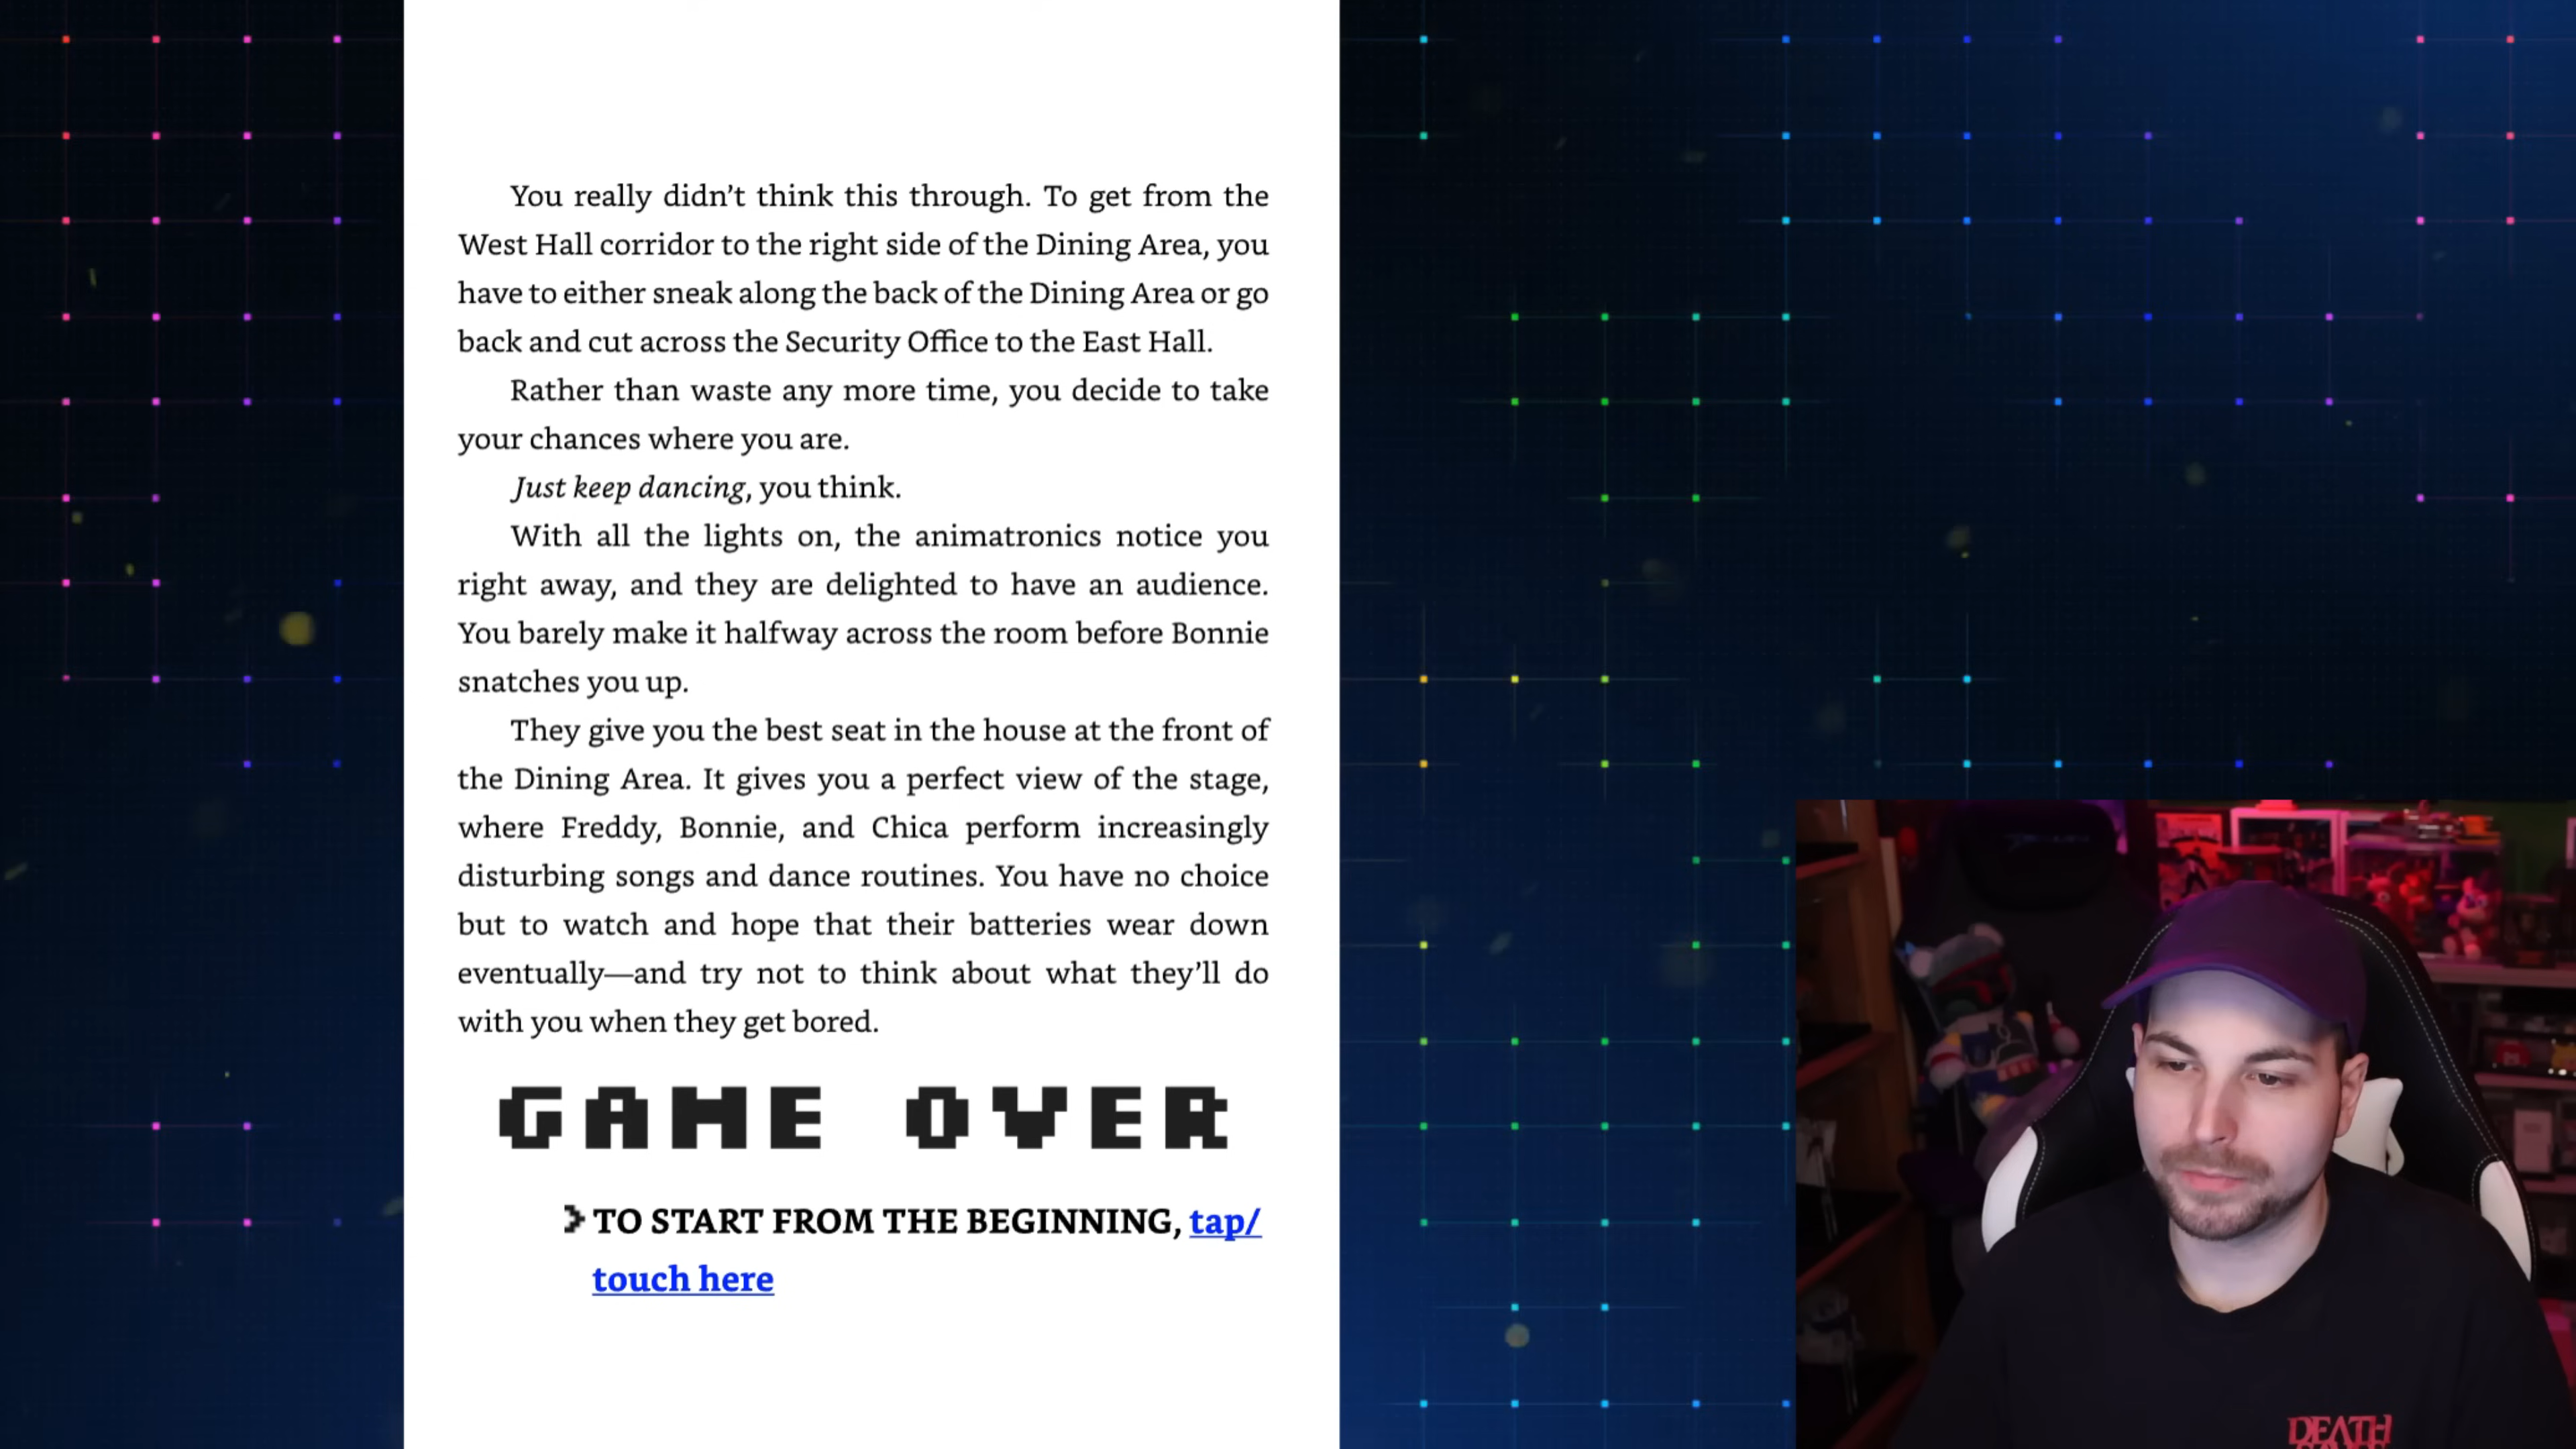 You really didn’t think this through. To get from the
West Hall corridor to the right side of the Dining Area, you
have to either sneak along the back of the Dining Area or go
back and cut across the Security Office to the East Hall.
Rather than waste any more time, you decide to take
your chances where you are.
Just keep dancing, you think.
With all the lights on, the animatronics notice you
right away, and they are delighted to have an audience.
You barely make it halfway across the room before Bonnie
snatches you up.
They give you the best seat in the house at the front of
the Dining Area. It gives you a perfect view of the stage,
where Freddy, Bonnie, and Chica perform increasingly
disturbing songs and dance routines. You have no choice
but to watch and hope that their batteries wear down
eventually—and try not to think about what they’ll do
with you when they get bored.
GAME OVER
TO START FROM THE BEGINNING, tap/
touch here
DEATH